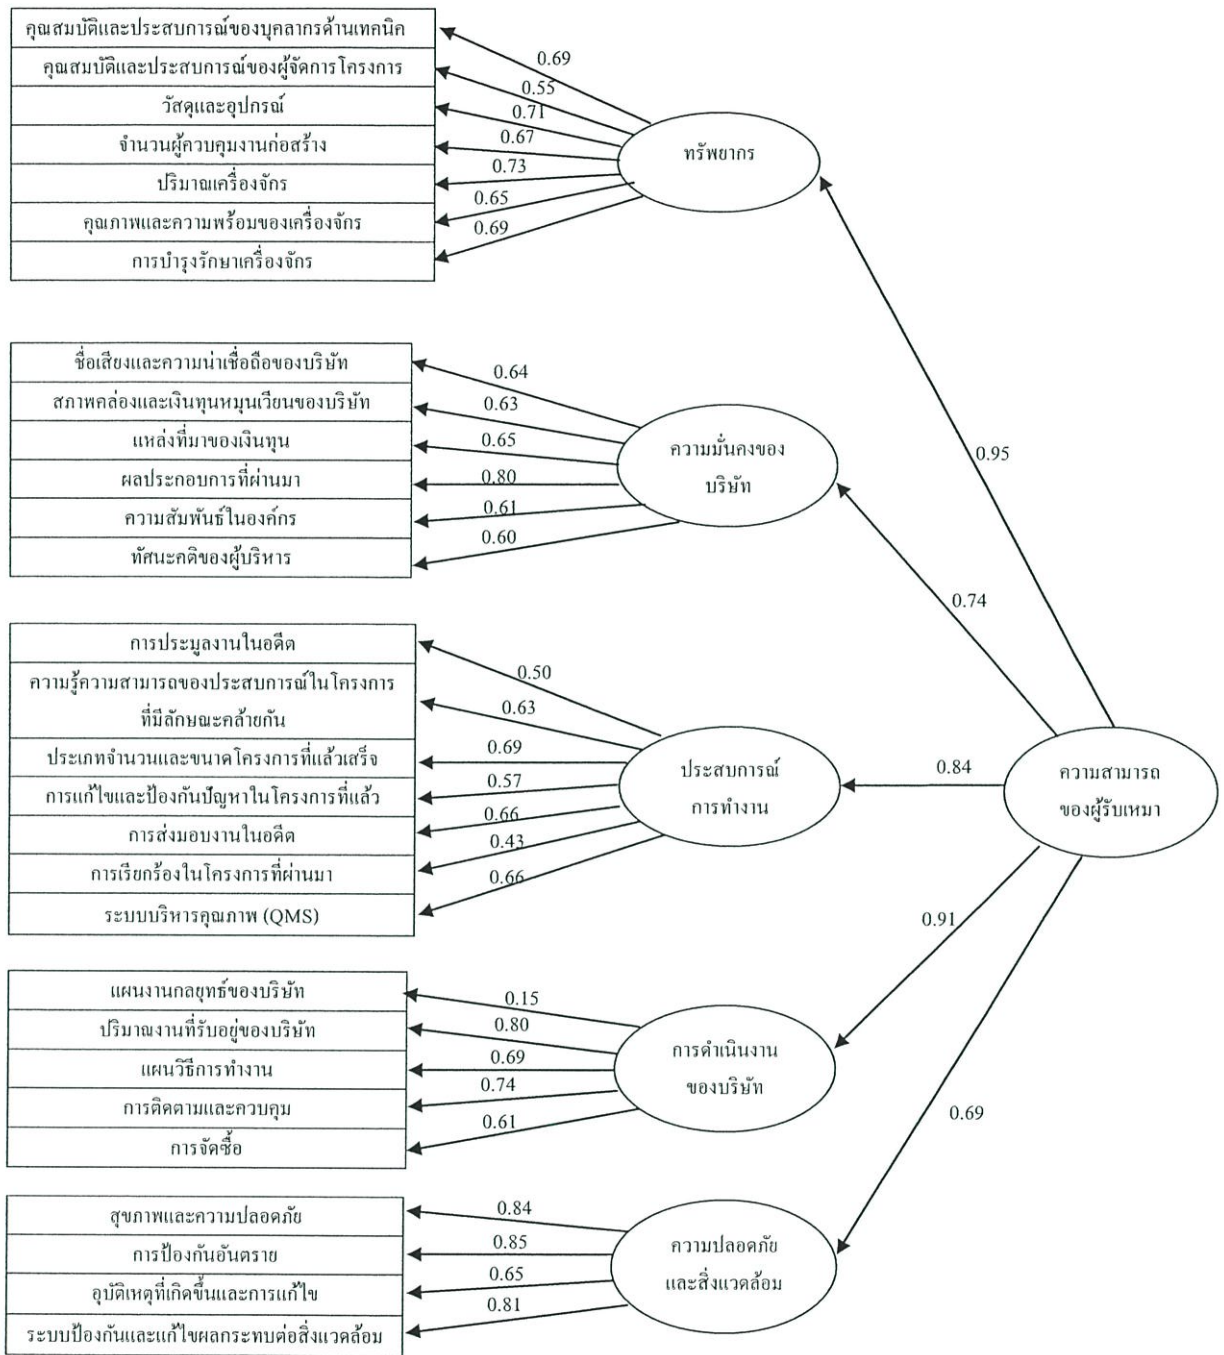 คุณสมบัติและประสบการณ์ของบุคลากรด้านเทคนิค
คุณสมบัติและประสบการณ์ของผู้จัดการโครงการ
วัสดุและอุปกรณ์
จำนวนผู้ควบคุมงานก่อสร้าง
ปริมาณเครื่องจักร
คุณภาพและความพร้อมของเครื่องจักร
การบำรุงรักษาเครื่องจักร
0.69
0.55
0.71
0.67
0.73
0.65
0.69
ทรัพยากร
ชื่อเสียงและความน่าเชื่อถือของบริษัท
สภาพคล่องและเงินทุนหมุนเวียนของบริษัท
แหล่งที่มาของเงินทุน
ผลประกอบการที่ผ่านมา
ความสัมพันธ์ในองค์กร
ทัศนะคติของผู้บริหาร
0.64
0.63
0.65
0.80
0.61
0.60
ความมั่นคงของ
บริษัท
การประมูลงานในอดีต
ความรู้ความสามารถของประสบการณ์ในโครงการ
ที่มีลักษณะคล้ายกัน
ประเภทจำนวนและขนาดโครงการที่แล้วเสร็จ
การแก้ไขและป้องกันปัญหาในโครงการที่แล้ว
การส่งมอบงานในอดีต
การเรียกร้องในโครงการที่ผ่านมา
ระบบบริหารคุณภาพ (QMS)
0.50
0.63
0.69
0.57
0.66
0.43
0.66
ประสบการณ์
การทำงาน
แผนงานกลยุทธ์ของบริษัท
ปริมาณงานที่รับอยู่ของบริษัท
แผนวิธีการทำงาน
การติดตามและควบคุม
การจัดซื้อ
0.15
0.80
0.69
0.74
0.61
การดำเนินงาน
ของบริษัท
สุขภาพและความปลอดภัย
การป้องกันอันตราย
อุบัติเหตุที่เกิดขึ้นและการแก้ไข
ระบบป้องกันและแก้ไขผลกระทบต่อสิ่งแวดล้อม
0.84
0.85
0.65
0.81
ความปลอดภัย
และสิ่งแวดล้อม
0.95
0.74
0.84
0.91
0.69
ความสามารถ
ของผู้รับเหมา